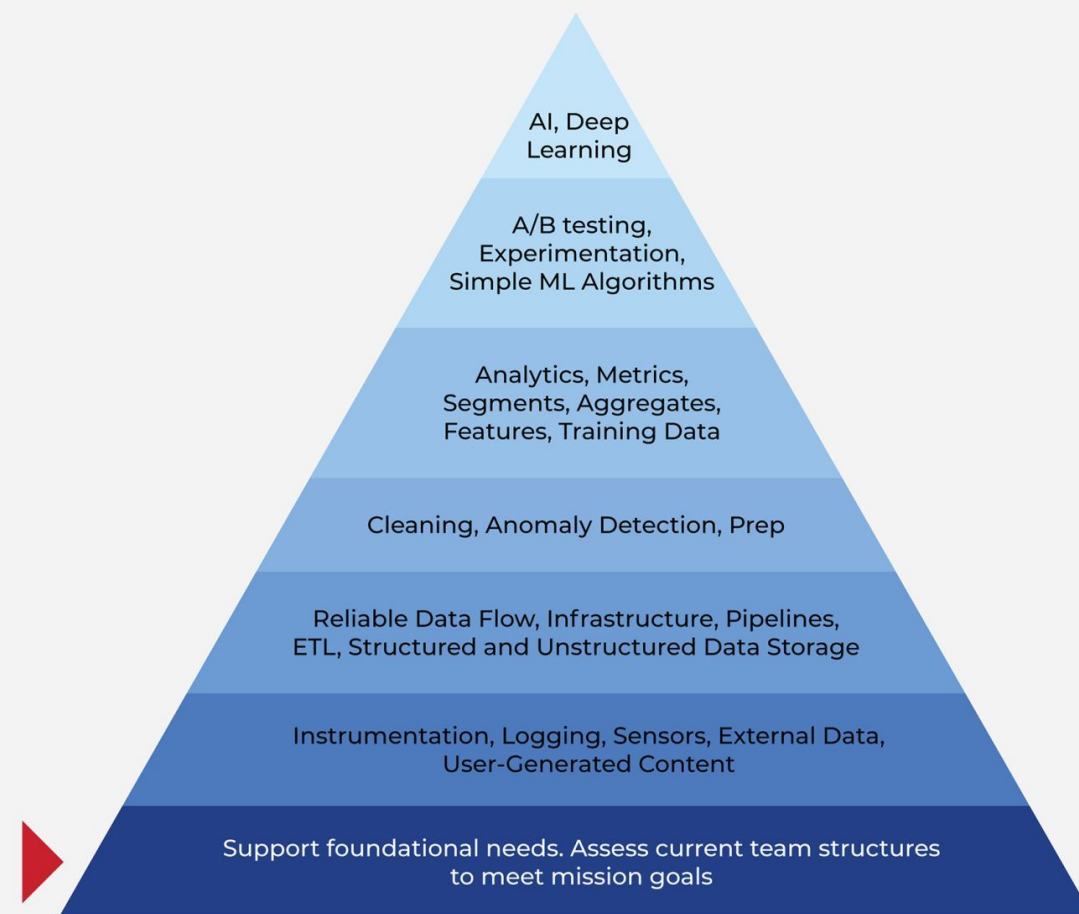 AI, Deep
Learning
A/B testing,
Experimentation,
Simple ML Algorithms
Analytics, Metrics,
Segments, Aggregates,
Features, Training Data
Cleaning, Anomaly Detection, Prep
Reliable Data Flow, Infrastructure, Pipelines,
ETL, Structured and Unstructured Data Storage
Instrumentation, Logging, Sensors, External Data,
User-Generated Content
Support foundational needs. Assess current team structures
to meet mission goals